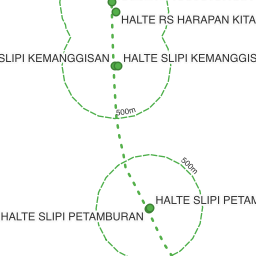 HALTE RS HARAPAN KITA
SLIPI KEMANGGISAN
HALTE SLIPI KEMANGGIS
500m
500m
HALTE SLIPI PETAM
HALTE SLIPI PETAMBURAN